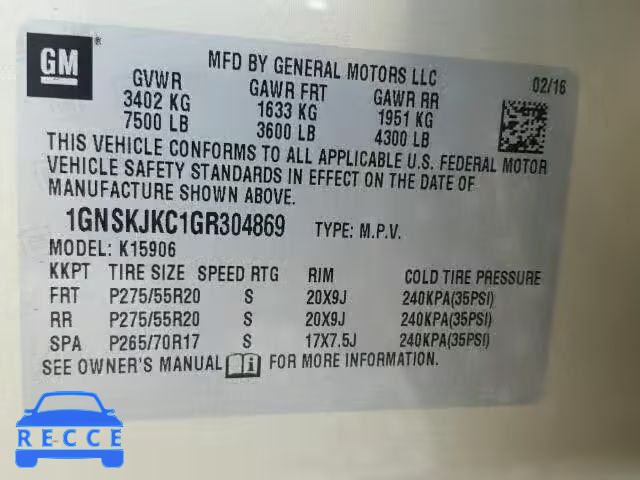 GM ®
MFD BY GENERAL MOTORS LLC
02/16
GVWR GAWR FRT GAWR RR
3402 KG 1633 KG 1951 KG
7500 LB 3600 LB 4300 LB
THIS VEHICLE CONFORMS TO ALL APPLICABLE U.S. FEDERAL MOTOR
VEHICLE SAFETY STANDARDS IN EFFECT ON THE DATE OF
MANUFACTURE SHOWN ABOVE.
1GNSKJKC1GR304869 TYPE: M.P.V.
MODEL: K15906
KKPT TIRE SIZE SPEED RTG RIM COLD TIRE PRESSURE
FRT P275/55R20 S 20X9J 240KPA(35PSI)
RR P275/55R20 S 20X9J 240KPA(35PSI)
SPA P265/70R17 S 17X7.5J 240KPA(35PSI)
SEE OWNER'S MANUAL FOR MORE INFORMATION.
RECCE